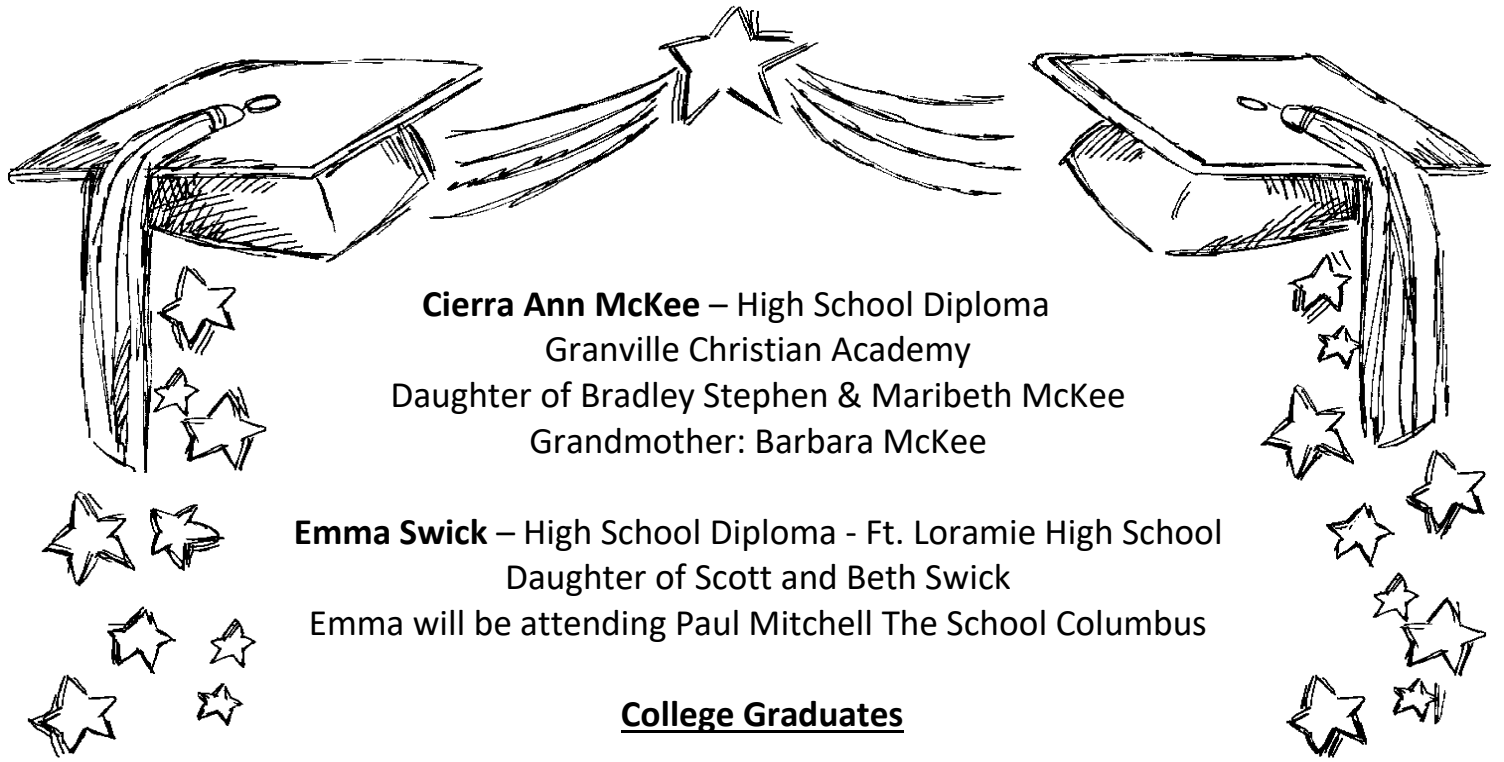 Cierra Ann McKee – High School Diploma
Granville Christian Academy
Daughter of Bradley Stephen & Maribeth McKee
Grandmother: Barbara McKee
Emma Swick – High School Diploma - Ft. Loramie High School
Daughter of Scott and Beth Swick
Emma will be attending Paul Mitchell The School Columbus
College Graduates